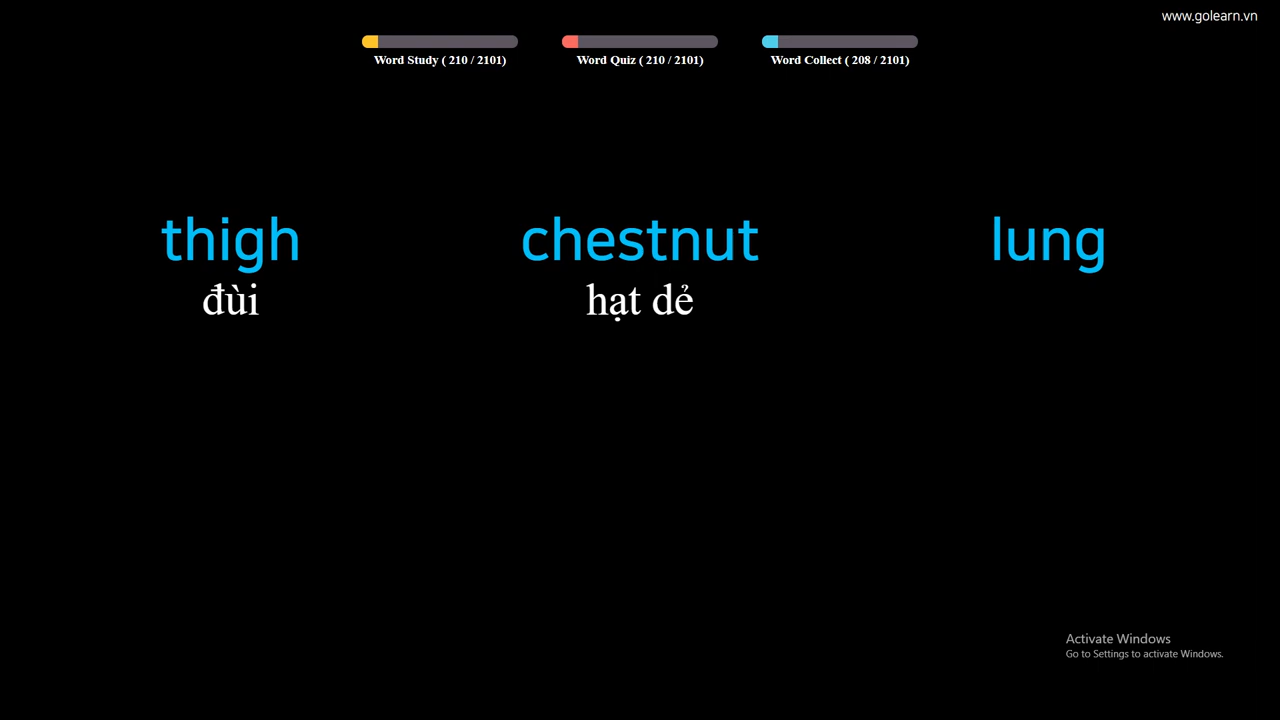 www.golearn.vn
Word Study ( 210 / 2101)
Word Quiz ( 210 / 2101)
Word Collect ( 208 / 2101)
thigh
đùi
chestnut
hạt dẻ
lung
Activate Windows
Go to Settings to activate Windows.